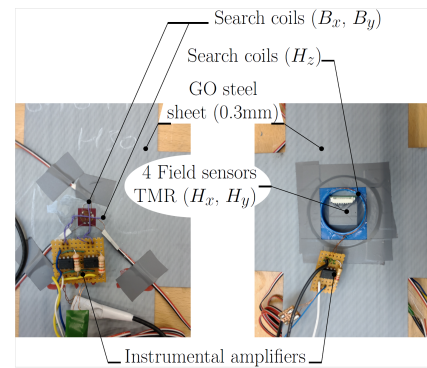 Search coils (Bx, By)
Search coils (Hz)
GO steel
sheet (0.3mm)
4 Field sensors
TMR (Hx, Hy)
Instrumental amplifiers